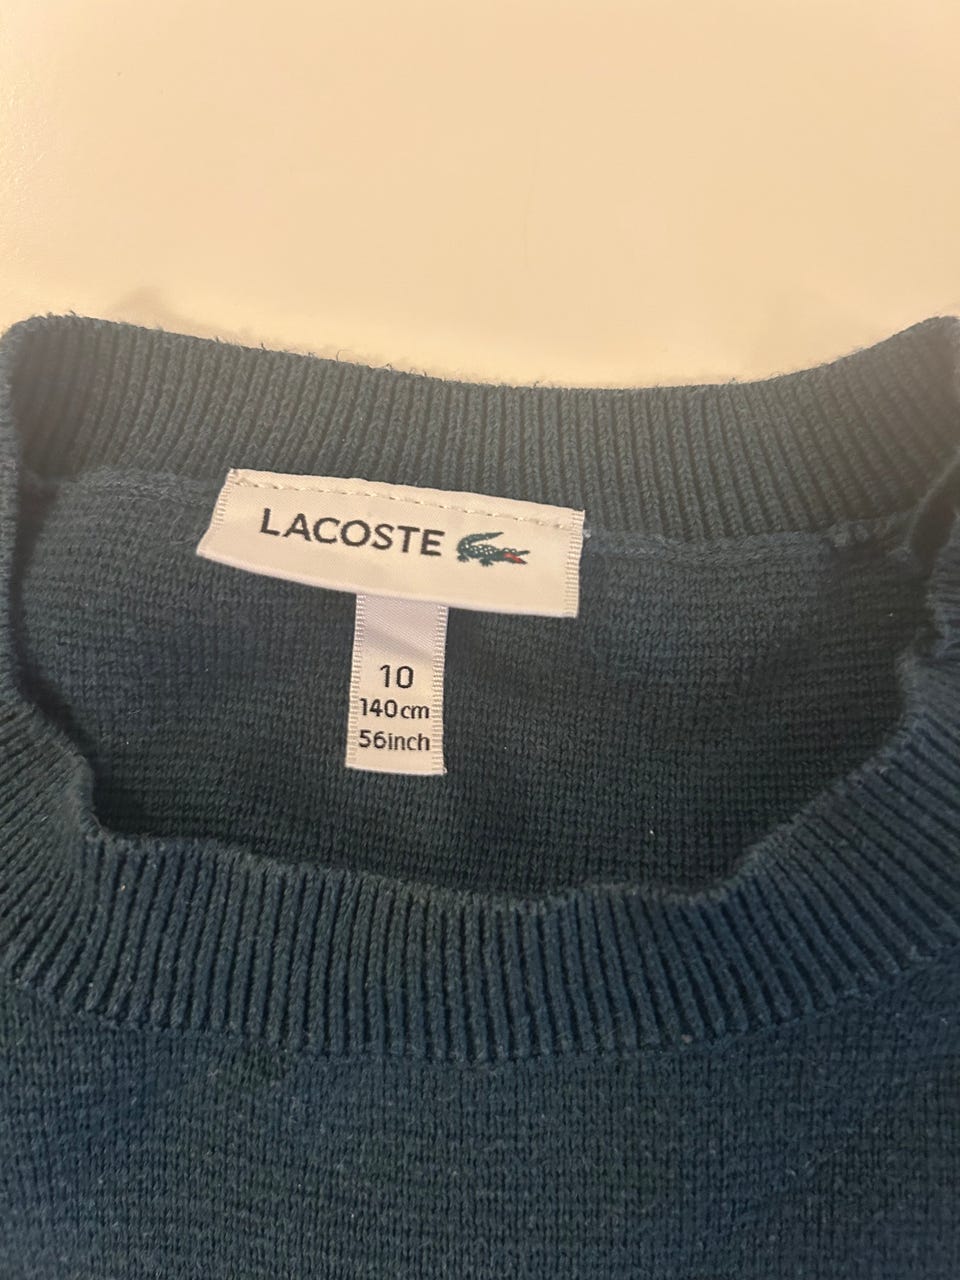 LACOSTE
10
140cm
56inch